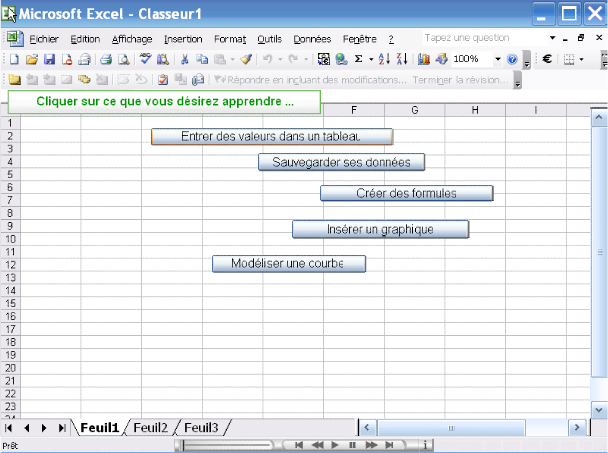 Microsoft Excel - Classeur1
Fichier Edition Affichage Insertion Format Outils Données Fenêtre ? Tapez une question
100%
Répondre en incluant des modifications... Terminer la révision...
Cliquer sur ce que vous désirez apprendre ...
F G H I
1
2 Entrer des valeurs dans un tableau
3
4 Sauvegarder ses données
5
6 Créer des formules
7
8
9 Insérer un graphique
10
11
12 Modéliser une courbe
13
14
15
16
17
18
19
20
21
22
23
24
Feuil1 Feuil2 Feuil3
Prêt